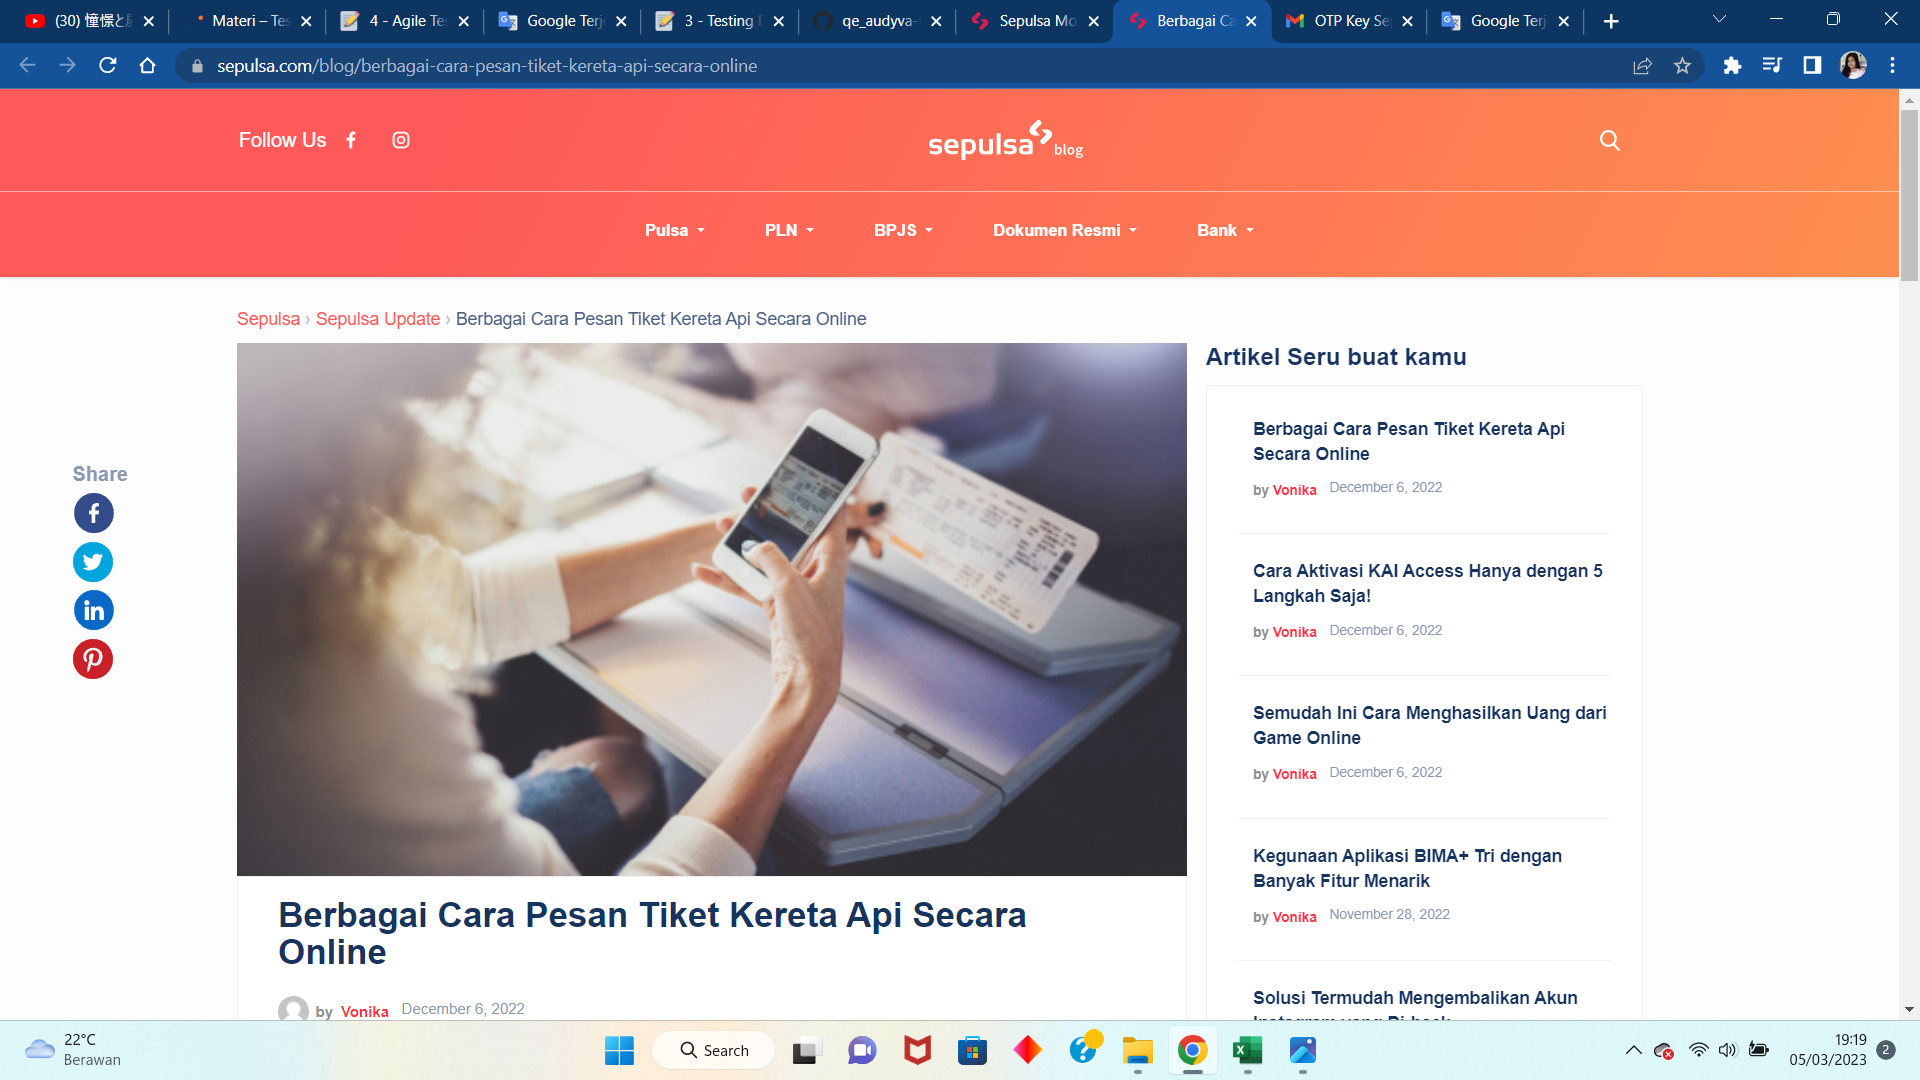 (30) 憧憬と
Materi – Tes
4 - Agile Te
Google Terj
3 - Testing
qe_audyva-
Sepulsa Mo
Berbagai Ca
OTP Key Se
Google Terj
sepulsa.com/blog/berbagai-cara-pesan-tiket-kereta-api-secara-online
Follow Us
sepulsa blog
Pulsa
PLN
BPJS
Dokumen Resmi
Bank
Sepulsa › Sepulsa Update › Berbagai Cara Pesan Tiket Kereta Api Secara Online
Share
Berbagai Cara Pesan Tiket Kereta Api Secara
Online
by Vonika December 6, 2022
Artikel Seru buat kamu
Berbagai Cara Pesan Tiket Kereta Api
Secara Online
by Vonika December 6, 2022
Cara Aktivasi KAI Access Hanya dengan 5
Langkah Saja!
by Vonika December 6, 2022
Semudah Ini Cara Menghasilkan Uang dari
Game Online
by Vonika December 6, 2022
Kegunaan Aplikasi BIMA+ Tri dengan
Banyak Fitur Menarik
by Vonika November 28, 2022
Solusi Termudah Mengembalikan Akun
Instagram yang Di-hack
22°C
Berawan
Search
19:19
05/03/2023
2